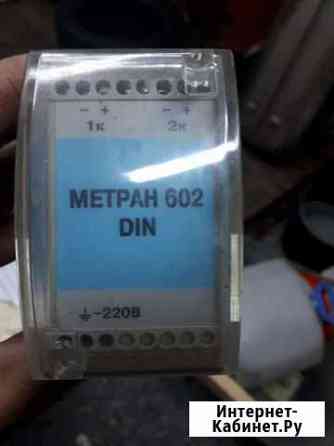 - + - +
1к 2к
МЕТРАН 602
DIN
⏚ ~220В
Интернет-
Кабинет.Ру